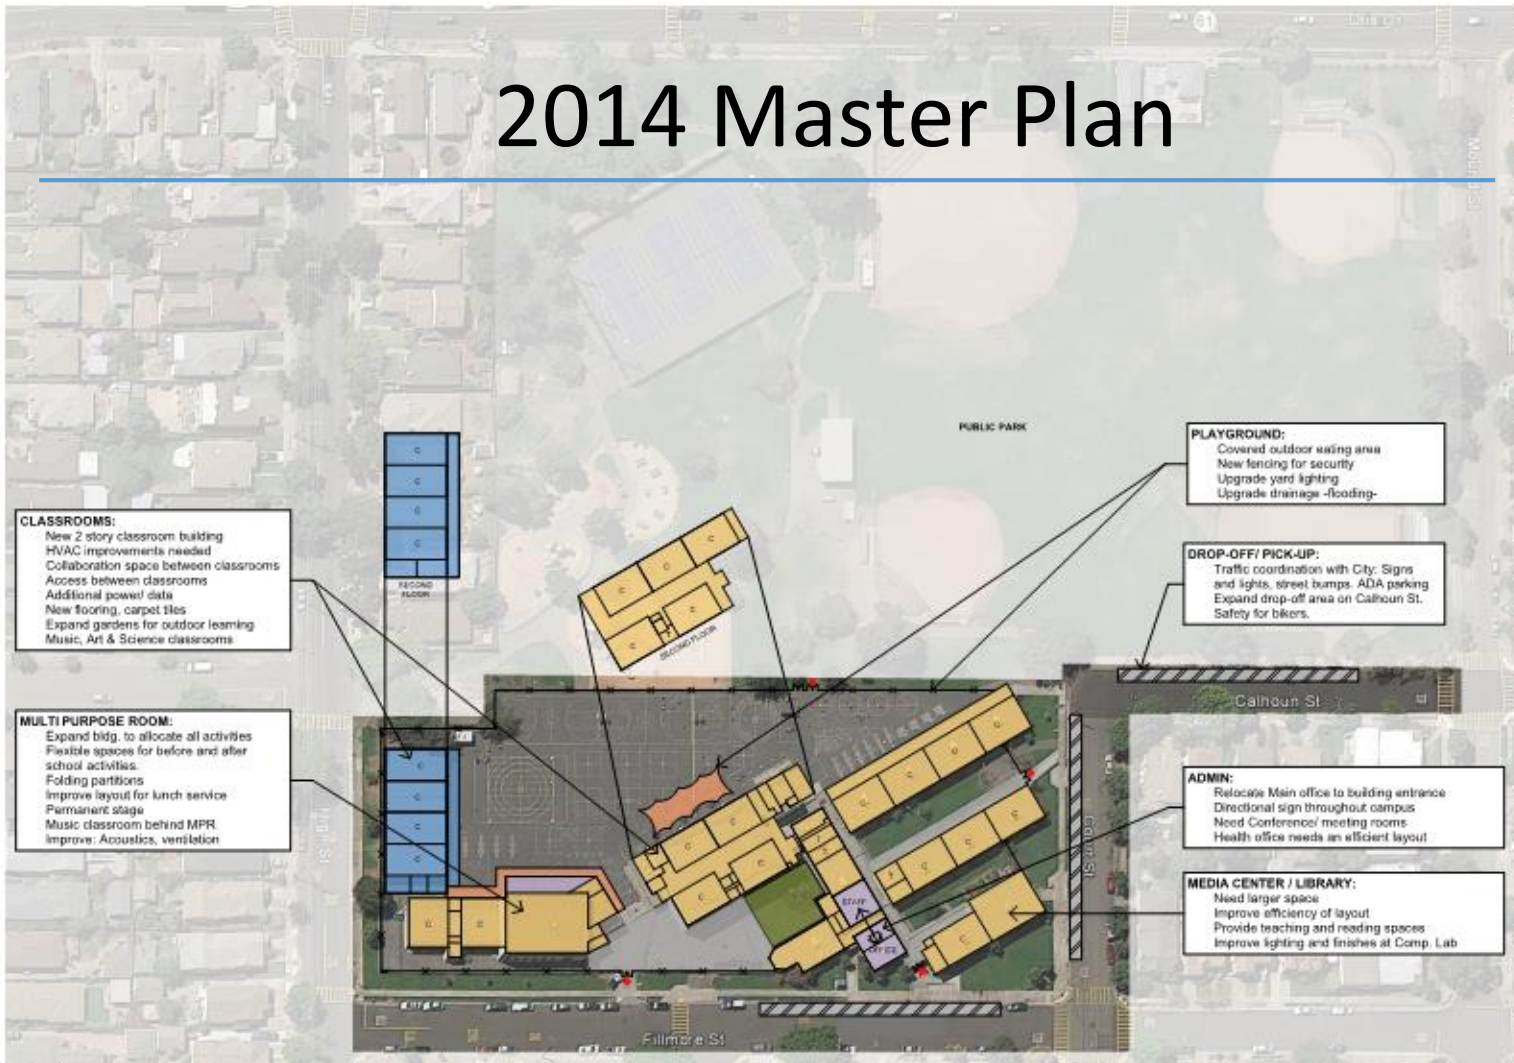 61
Otis Dr
2014 Master Plan
PUBLIC PARK
PLAYGROUND:
Covered outdoor eating area
New fencing for security
Upgrade yard lighting
Upgrade drainage -flooding-
CLASSROOMS:
New 2 story classroom building
HVAC improvements needed
Collaboration space between classrooms
Access between classrooms
Additional power/ data
New flooring, carpet tiles
Expand gardens for outdoor learning
Music, Art & Science classrooms
DROP-OFF/ PICK-UP:
Traffic coordination with City: Signs
and lights, street bumps. ADA parking
Expand drop-off area on Calhoun St.
Safety for bikers.
C
C
C
C
SECOND
FLOOR
C
C
C
C
C
SECOND FLOOR
Calhoun St
MULTI PURPOSE ROOM:
Expand bldg. to allocate all activities
Flexible spaces for before and after
school activities.
Folding partitions
Improve layout for lunch service
Permanent stage
Music classroom behind MPR
Improve: Acoustics, ventilation
ADMIN:
Relocate Main office to building entrance
Directional sign throughout campus
Need Conference/ meeting rooms
Health office needs an efficient layout
MEDIA CENTER / LIBRARY:
Need larger space
Improve efficiency of layout
Provide teaching and reading spaces
Improve lighting and finishes at Comp. Lab
STAFF
OFFICE
Court St
Fillmore St